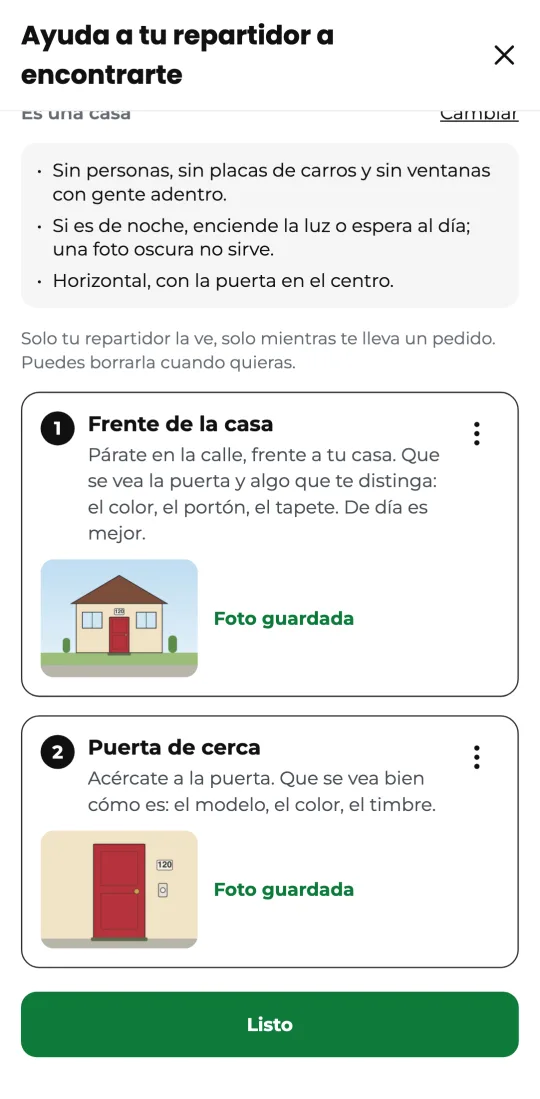 Ayuda a tu repartidor a
encontrarte
Es una casa
Cambiar
· Sin personas, sin placas de carros y sin ventanas
con gente adentro.
· Si es de noche, enciende la luz o espera al día;
una foto oscura no sirve.
· Horizontal, con la puerta en el centro.
Solo tu repartidor la ve, solo mientras te lleva un pedido.
Puedes borrarla cuando quieras.
1 Frente de la casa
Párate en la calle, frente a tu casa. Que
se vea la puerta y algo que te distinga:
el color, el portón, el tapete. De día es
mejor.
120
Foto guardada
2 Puerta de cerca
Acércate a la puerta. Que se vea bien
cómo es: el modelo, el color, el timbre.
120
Foto guardada
Listo